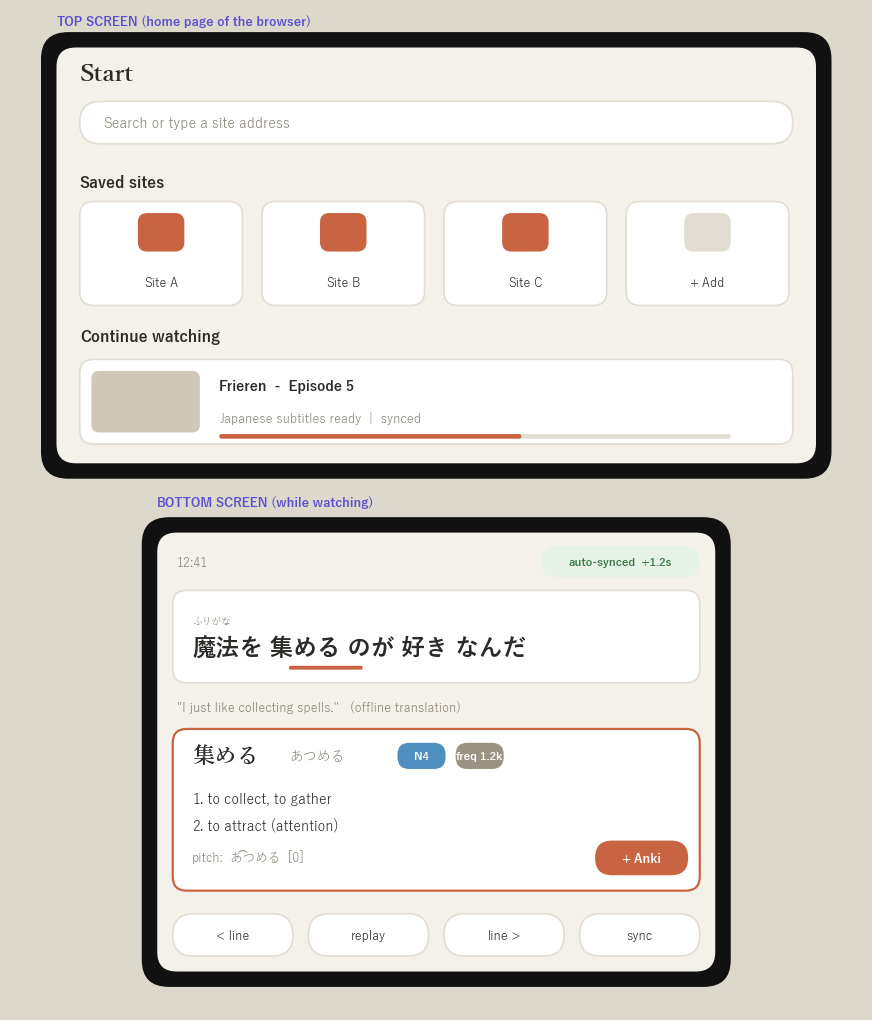 TOP SCREEN (home page of the browser)
Start
Search or type a site address
Saved sites
Site A
Site B
Site C
+ Add
Continue watching
Frieren - Episode 5
Japanese subtitles ready | synced
BOTTOM SCREEN (while watching)
12:41
auto-synced +1.2s
ふりがな
魔法を 集める のが 好き なんだ
"I just like collecting spells." (offline translation)
集める あつめる N4 freq 1.2k
1. to collect, to gather
2. to attract (attention)
pitch: あつめる [0]
+ Anki
< line
replay
line >
sync